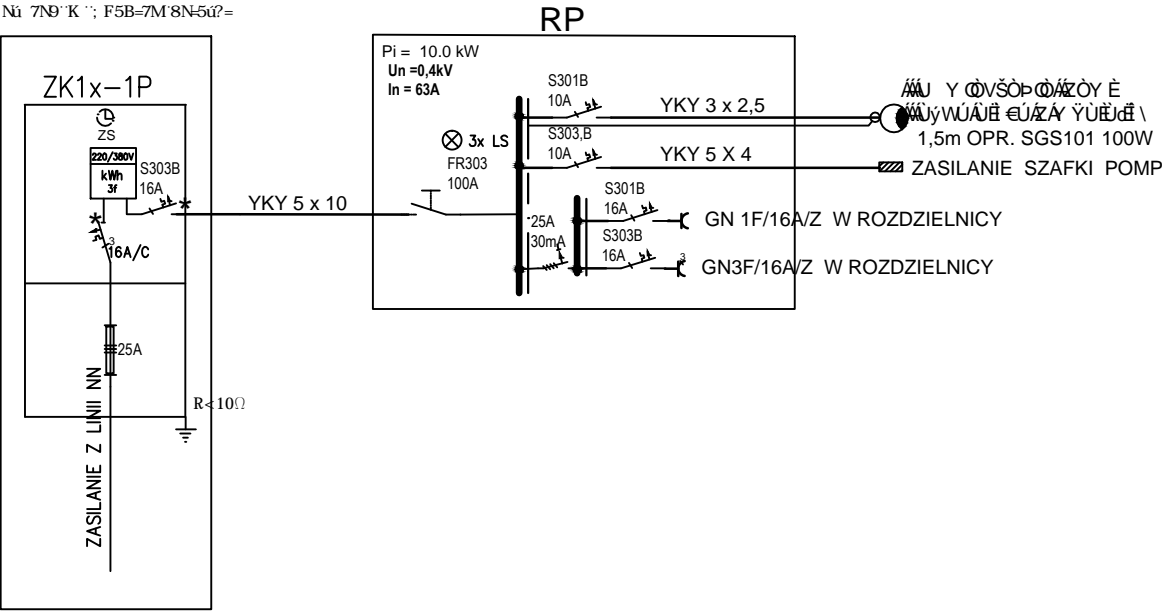 RP
ZK1x-1P
ZS
220/380V
kWh
3f
S303B
16A
3
16A/C
25A
ZASILANIE Z LINII NN
R<10Ω
YKY 5 x 10
Pi = 10.0 kW
Un =0,4kV
In = 63A
3x LS
FR303
100A
S301B
10A
YKY 3 x 2,5
1,5m OPR. SGS101 100W
S303,B
10A
YKY 5 X 4
ZASILANIE SZAFKI POMP
25A
30mA
S301B
16A
GN 1F/16A/Z W ROZDZIELNICY
S303B
16A
3
GN3F/16A/Z W ROZDZIELNICY